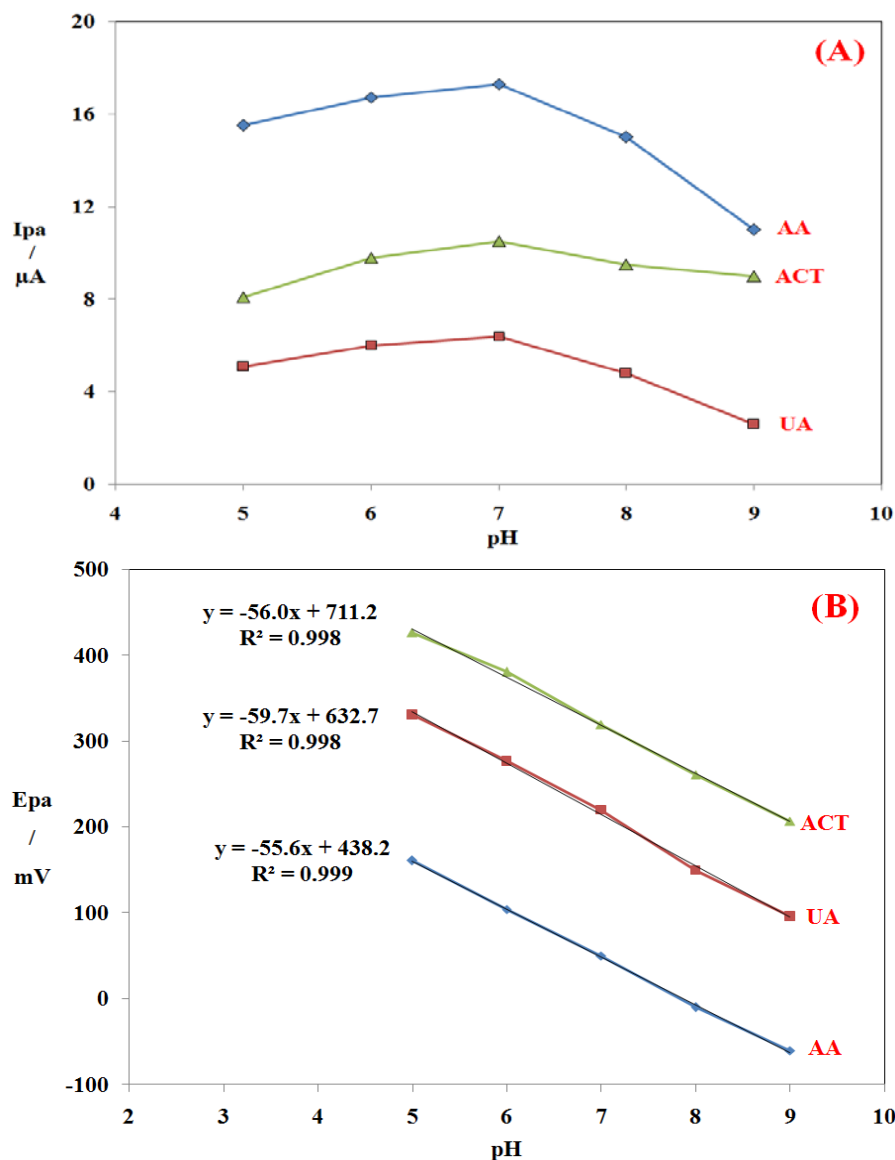 20
(A)
16
12
Ipa
/
µA
AA
ACT
8
4
UA
0
4 5 6 7 8 9 10
pH
500
(B)
y = -56.0x + 711.2
R² = 0.998
400
y = -59.7x + 632.7
R² = 0.998
300
Epa
/
mV
200
ACT
y = -55.6x + 438.2
R² = 0.999
100
UA
0
AA
-100
2 3 4 5 6 7 8 9 10
pH